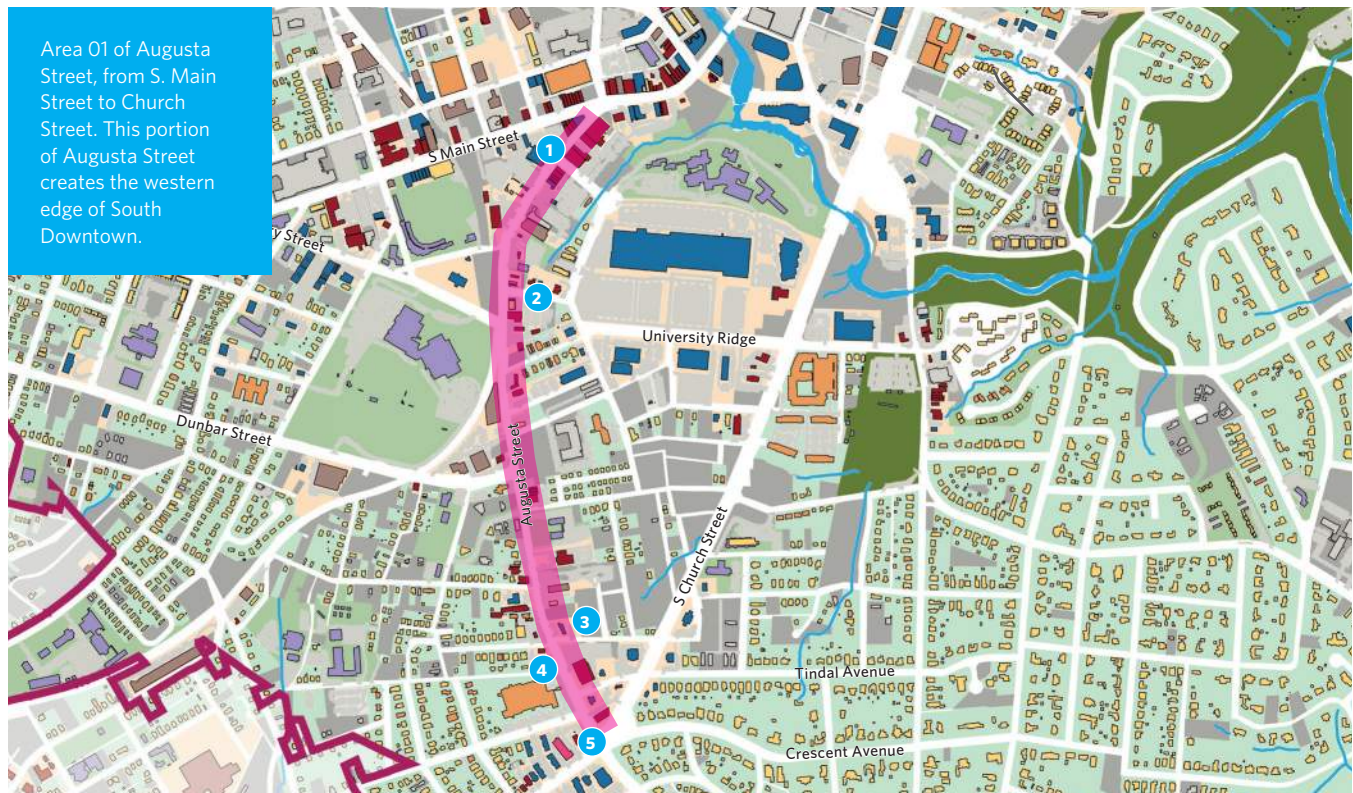 Area 01 of Augusta
Street, from S. Main
Street to Church
Street. This portion
of Augusta Street
creates the western
edge of South
Downtown.
S Main Street
1
y Street
2
University Ridge
Dunbar Street
Augusta Street
S Church Street
3
4
Tindal Avenue
5
Crescent Avenue